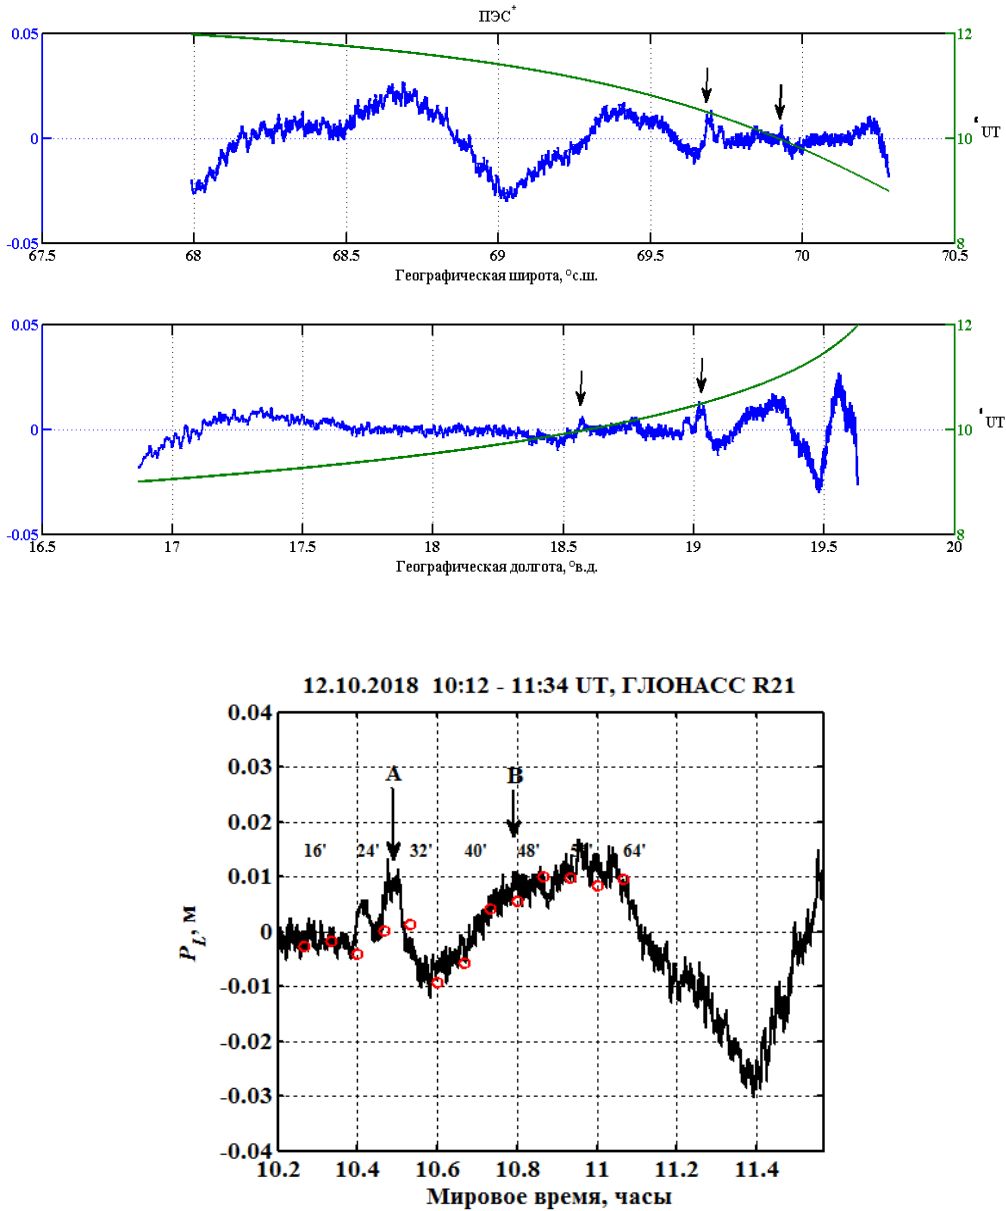 ПЭС⁺
0.05
12
0
10
UT
-0.05
8
67.5 68 68.5 69 69.5 70 70.5
Географическая широта, °с.ш.
0.05
12
0
10
UT
-0.05
8
16.5 17 17.5 18 18.5 19 19.5 20
Географическая долгота, °в.д.
12.10.2018 10:12 - 11:34 UT, ГЛОНАСС R21
0.04
0.03
A B
0.02
16' 24' 32' 40' 48' 64'
0.01
0
P_L, м
-0.01
-0.02
-0.03
-0.04
10.2 10.4 10.6 10.8 11 11.2 11.4
Мировое время, часы